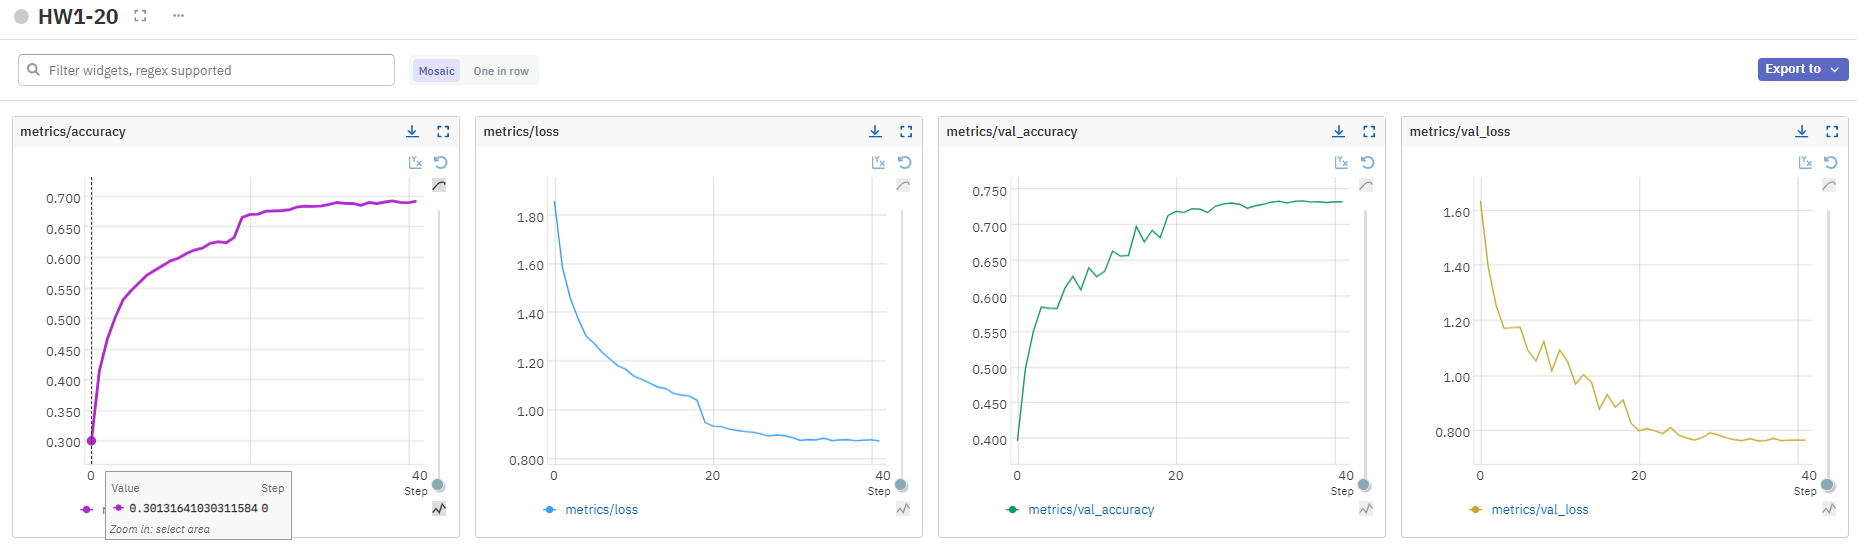 HW1-20
Filter widgets, regex supported
Mosaic
One in row
Export to
metrics/accuracy
0.700
0.650
0.600
0.550
0.500
0.450
0.400
0.350
0.300
0
40
Step
Value
Step
0.30131641030311584 0
Zoom in: select area
metrics/loss
1.80
1.60
1.40
1.20
1.00
0.800
0
20
40
Step
metrics/loss
metrics/val_accuracy
0.750
0.700
0.650
0.600
0.550
0.500
0.450
0.400
0
20
40
Step
metrics/val_accuracy
metrics/val_loss
1.60
1.40
1.20
1.00
0.800
0
20
40
Step
metrics/val_loss